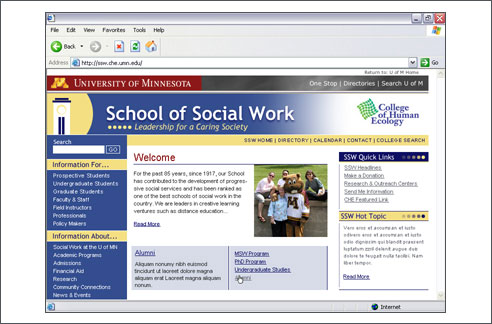 File Edit View Favorites Tools Help
Back
Address http://ssw.che.umn.edu/ Go
Return to: U of M Home
M UNIVERSITY OF MINNESOTA
One Stop | Directories | Search U of M
School of Social Work
Leadership for a Caring Society
College
of Human
Ecology
SSW HOME | DIRECTORY | CALENDAR | CONTACT | COLLEGE SEARCH
Search
GO
Information For...
Prospective Students
Undergraduate Students
Graduate Students
Faculty & Staff
Field Instructors
Professionals
Policy Makers
Information About...
Social Work at the U of MN
Academic Programs
Admissions
Financial Aid
Research
Community Connections
News & Events
Welcome
For the past 85 years, since 1917, our School
has contributed to the development of progres-
sive social services and has been ranked as
one of the best schools of social work in the
country. We are leaders in creative learning
ventures such as distance education...
Read More
Alumni
Aliquam nonumy nibh euismod
tincidunt ut laoreet dolore magna
aliquam erat Laoreet magna aliquam
nonum.
MSW Program
PhD Program
Undergraduate Studies
Alumni
SSW Quick Links
SSW Headlines
Make a Donation
Research & Outreach Centers
Send Me Information
CHE Featured Link
SSW Hot Topic
Vero eros et accumsan et iusto
odivero eros et accumsan et iusto
odio dignissim qui blandit praesent
luptatum zzril delenit augue duis
dolore te feugait nulla facilisi. Nam
liber tempor.
Read More
Internet